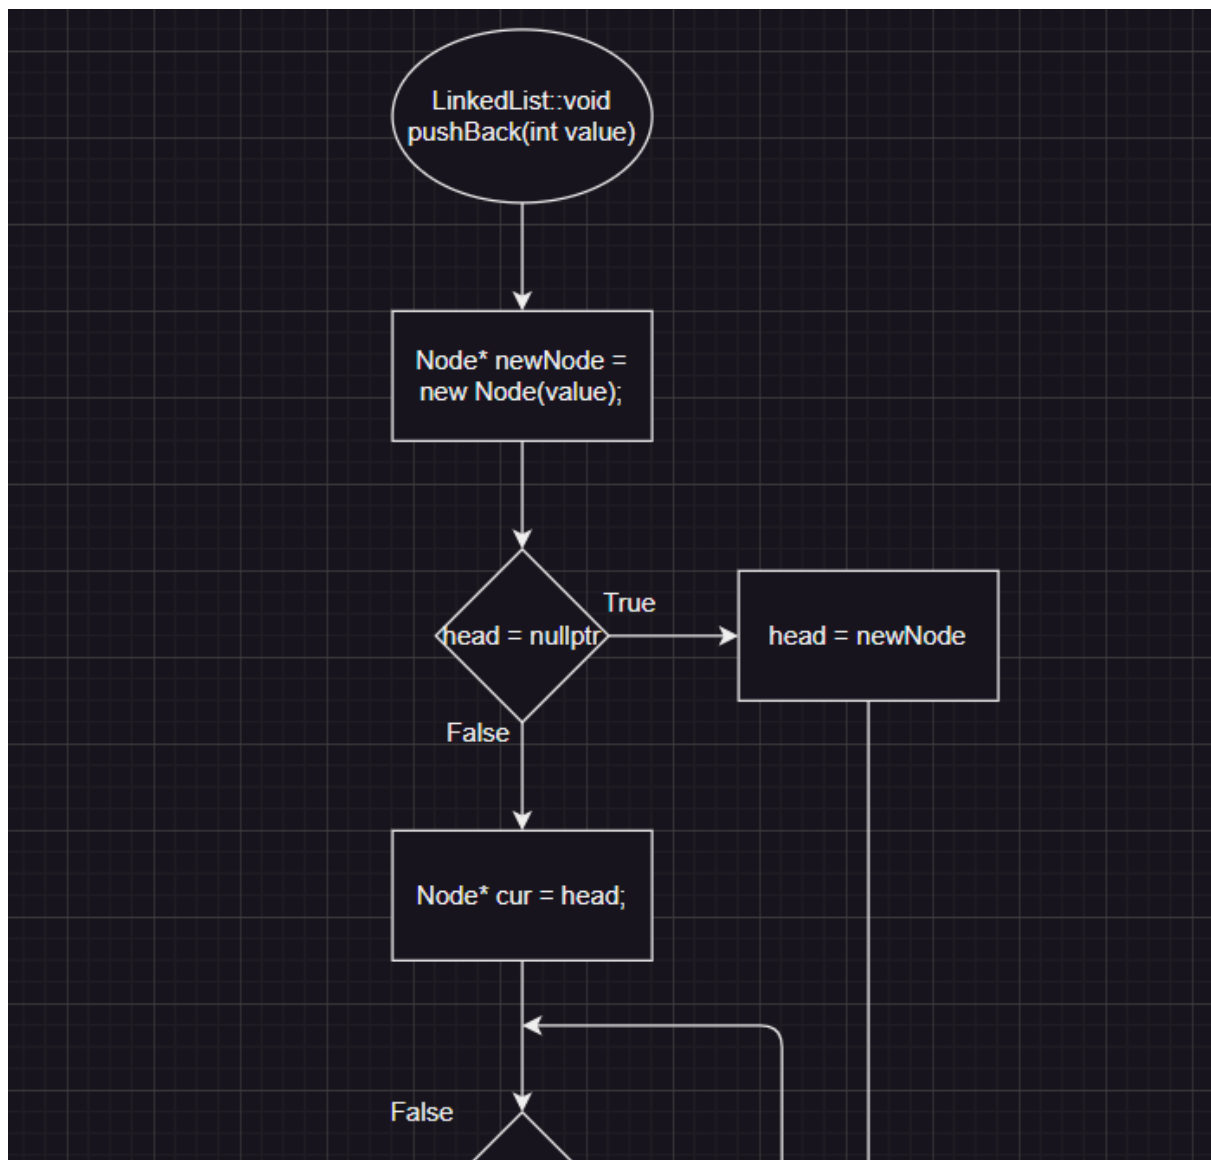 LinkedList::void
pushBack(int value)
Node* newNode =
new Node(value);
True
head = nullptr
head = newNode
False
Node* cur = head;
False